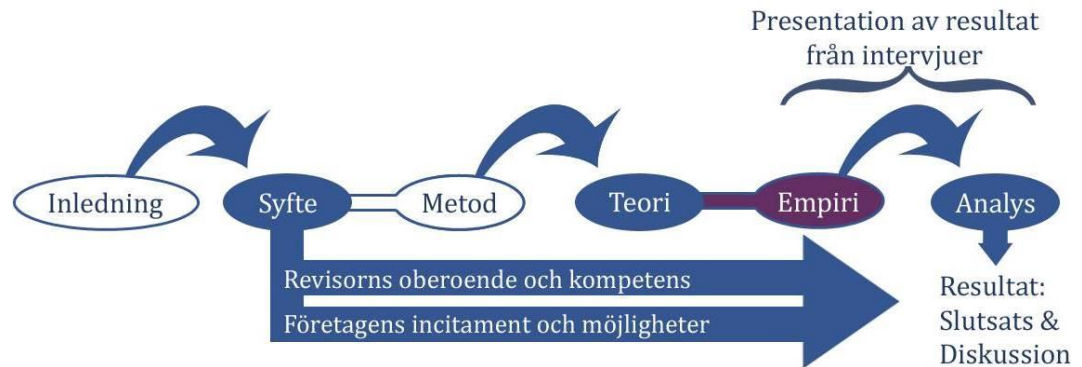 Presentation av resultat
från intervjuer
Inledning
Syfte
Metod
Teori
Empiri
Analys
Revisorns oberoende och kompetens
Företagens incitament och möjligheter
Resultat:
Slutsats &
Diskussion